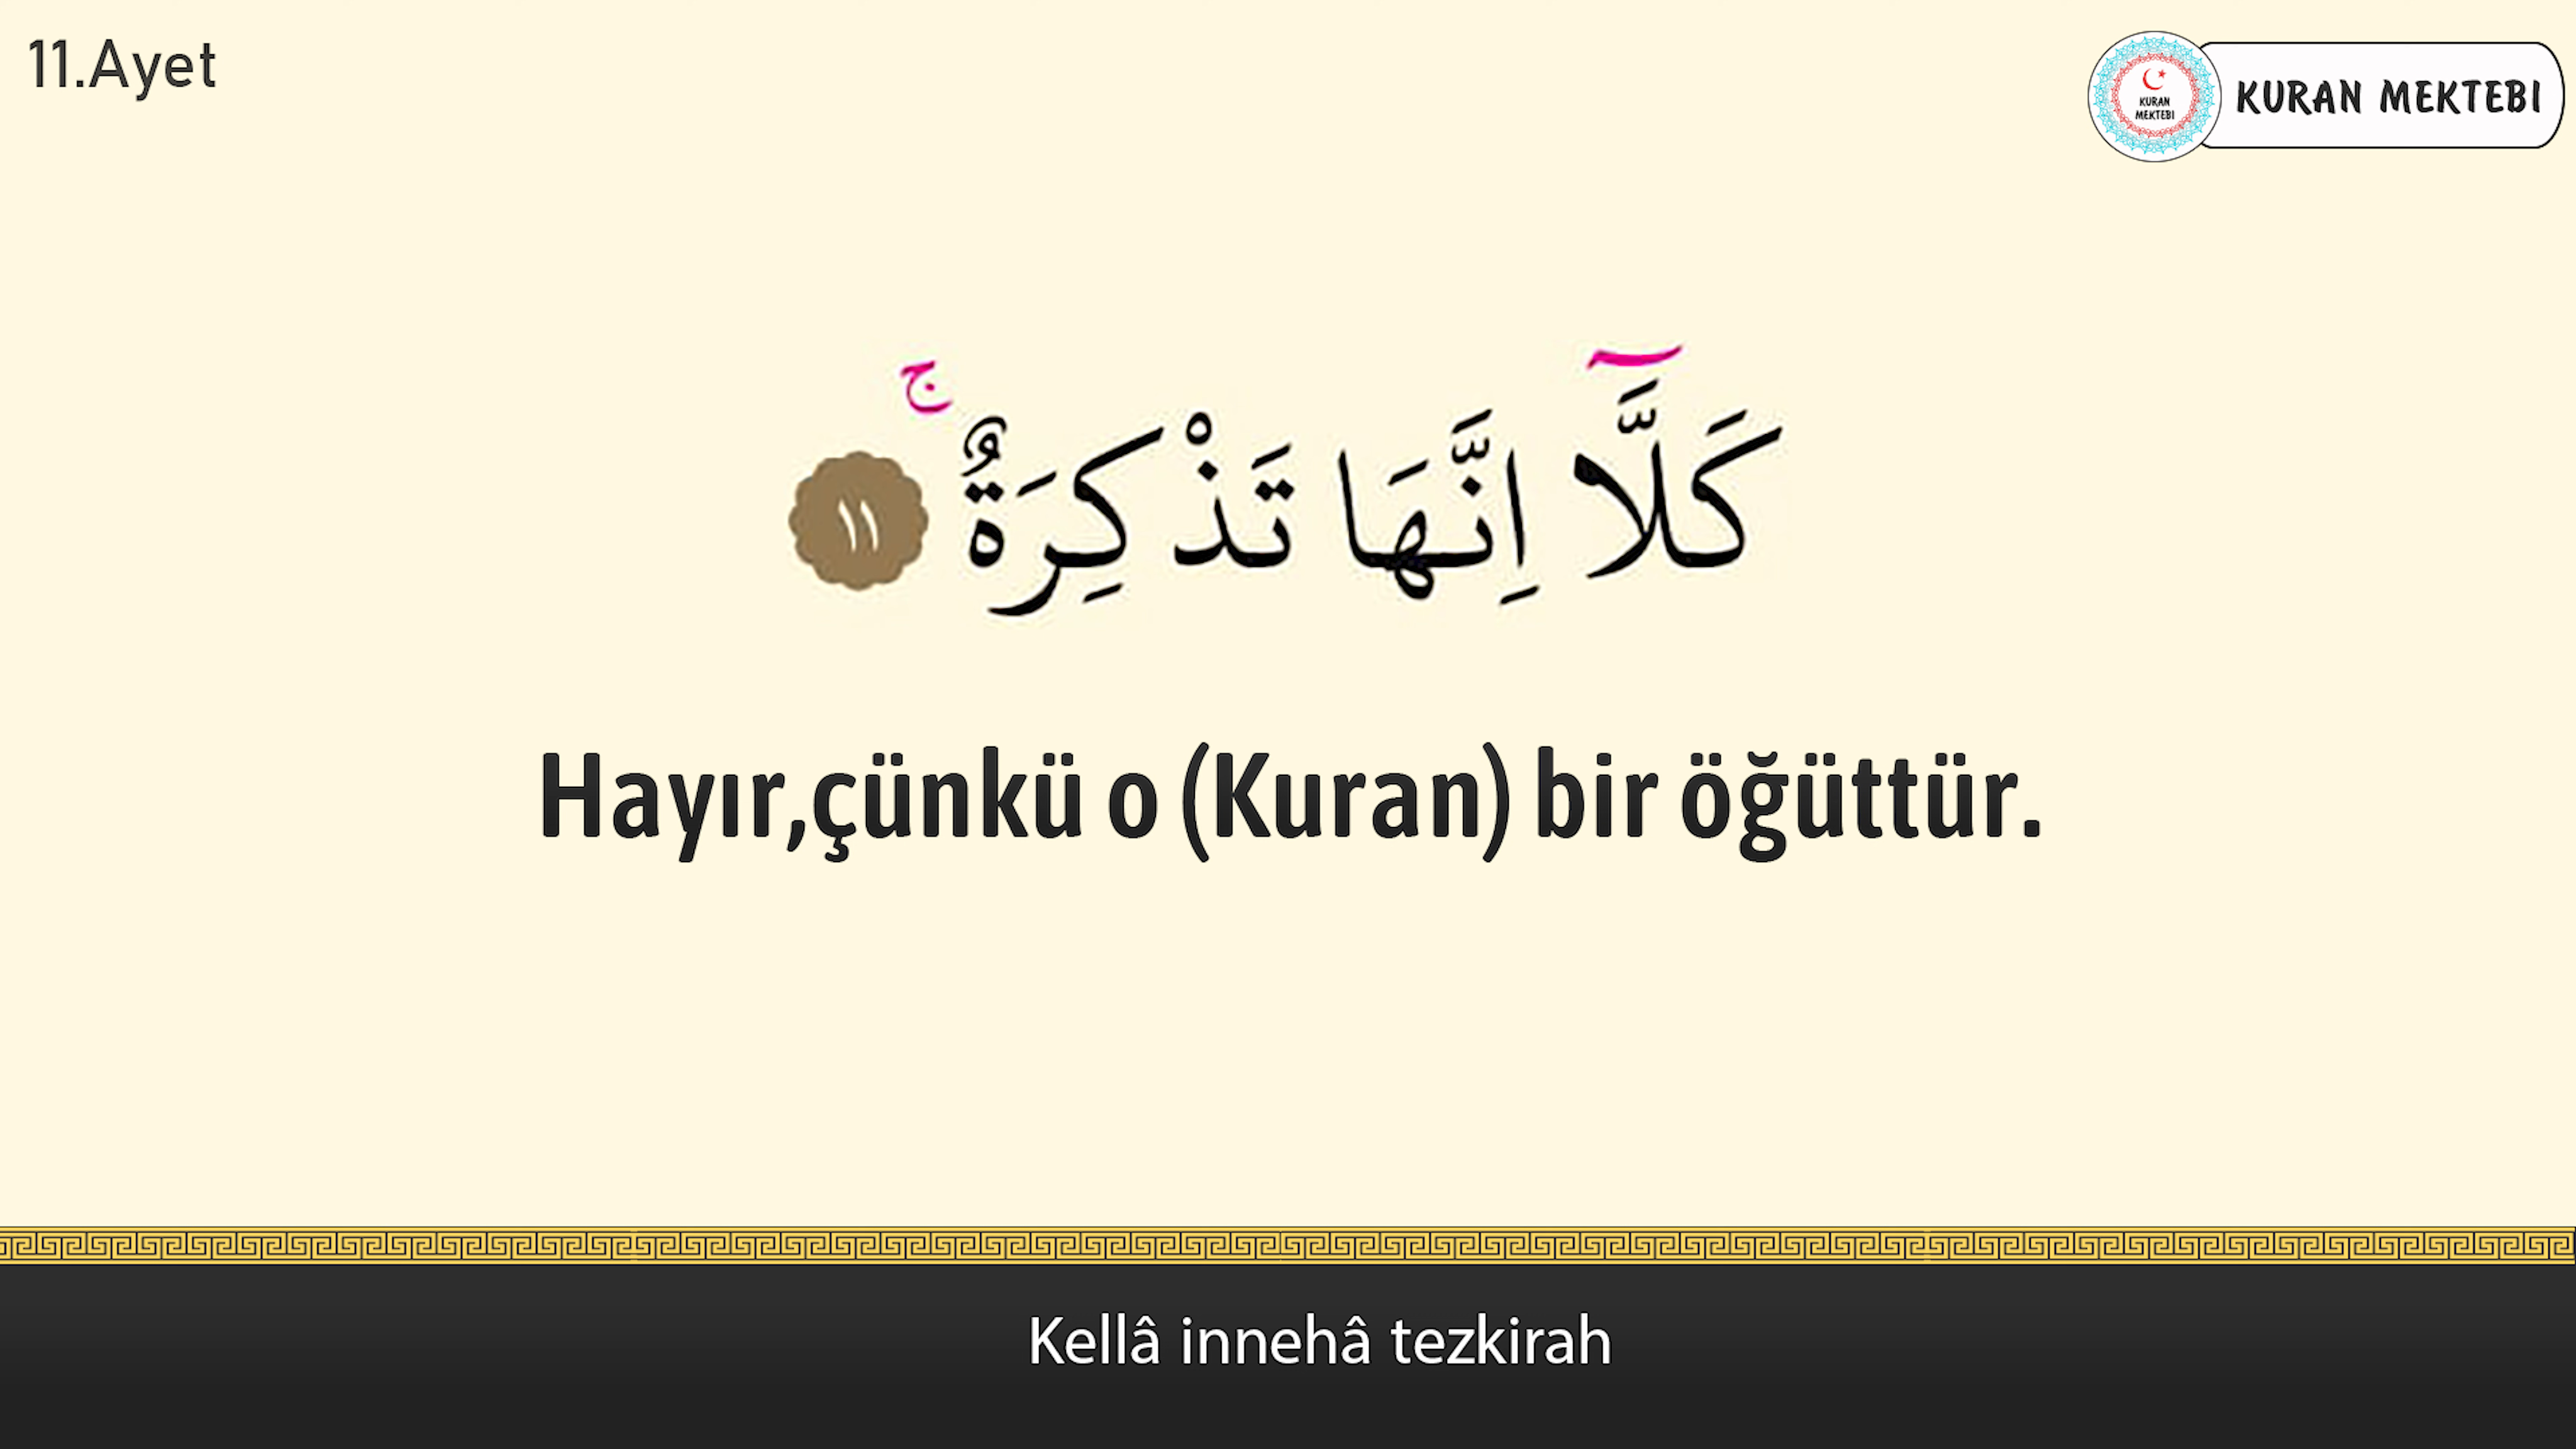 11.Ayet
KURAN
MEKTEBI
KURAN MEKTEBI
كَلَّٓا اِنَّهَا تَذْكِرَةٌۚ ﴿١١﴾
Hayır,çünkü o (Kuran) bir öğüttür.
Kellâ innehâ tezkirah